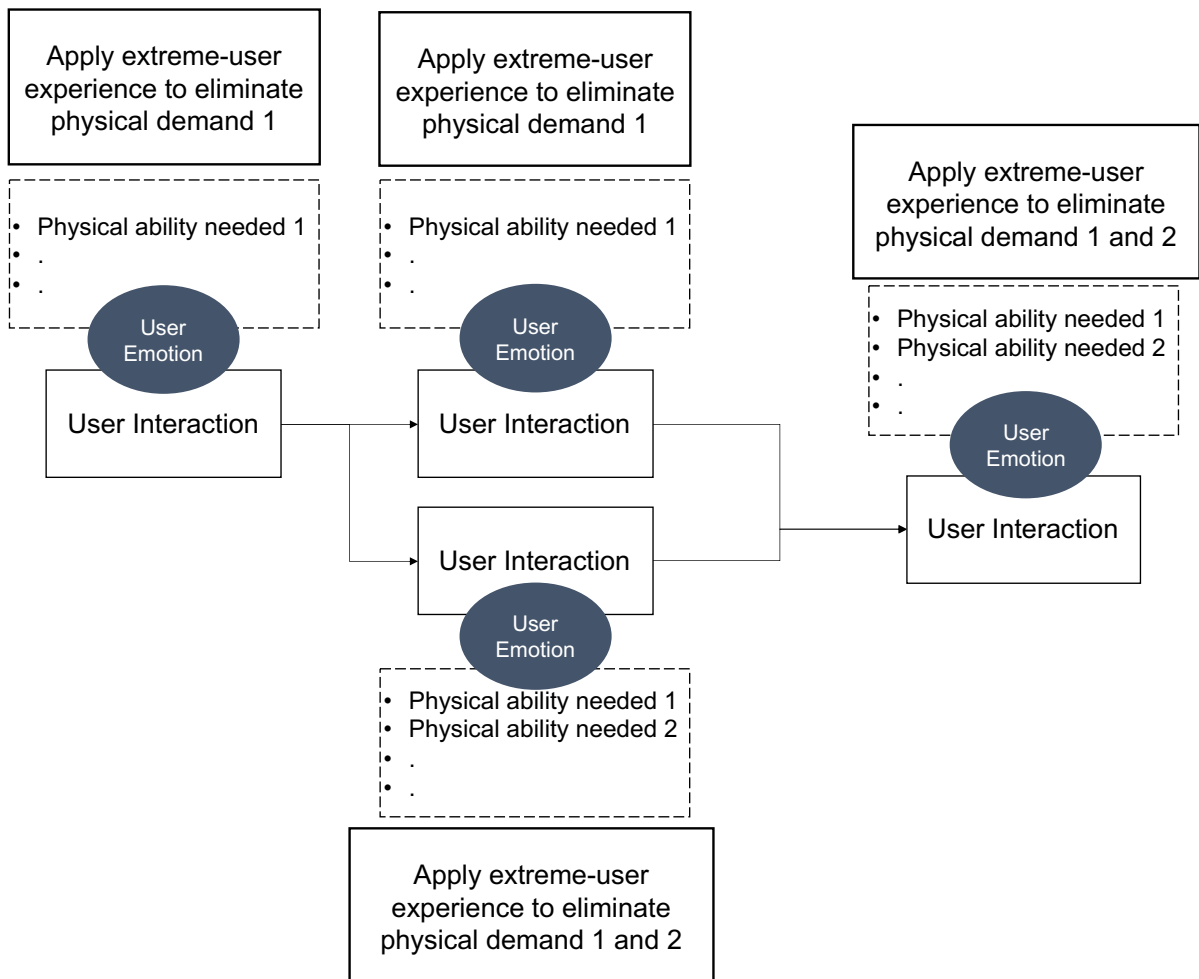 Apply extreme-user
experience to eliminate
physical demand 1
• Physical ability needed 1
• .
• .
User
Emotion
User Interaction
Apply extreme-user
experience to eliminate
physical demand 1
• Physical ability needed 1
• .
• .
User
Emotion
User Interaction
User Interaction
User
Emotion
• Physical ability needed 1
• Physical ability needed 2
• .
• .
Apply extreme-user
experience to eliminate
physical demand 1 and 2
Apply extreme-user
experience to eliminate
physical demand 1 and 2
• Physical ability needed 1
• Physical ability needed 2
• .
• .
User
Emotion
User Interaction